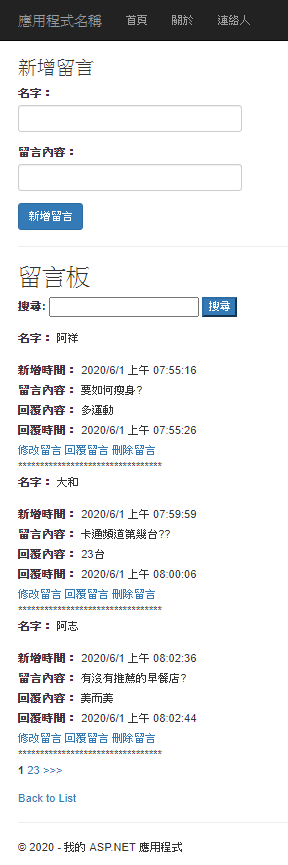 應用程式名稱 首頁 關於 連絡人
新增留言
名字：
留言內容：
新增留言
留言板
搜尋: 搜尋
名字： 阿祥
新增時間： 2020/6/1 上午 07:55:16
留言內容： 要如何瘦身?
回覆內容： 多運動
回覆時間： 2020/6/1 上午 07:55:26
修改留言 回覆留言 刪除留言
*********************************
名字： 大和
新增時間： 2020/6/1 上午 07:59:59
留言內容： 卡通頻道第幾台??
回覆內容： 23台
回覆時間： 2020/6/1 上午 08:00:06
修改留言 回覆留言 刪除留言
*********************************
名字： 阿志
新增時間： 2020/6/1 上午 08:02:36
留言內容： 有沒有推薦的早餐店?
回覆內容： 美而美
回覆時間： 2020/6/1 上午 08:02:44
修改留言 回覆留言 刪除留言
*********************************
1 23 >>>
Back to List
© 2020 - 我的 ASP.NET 應用程式